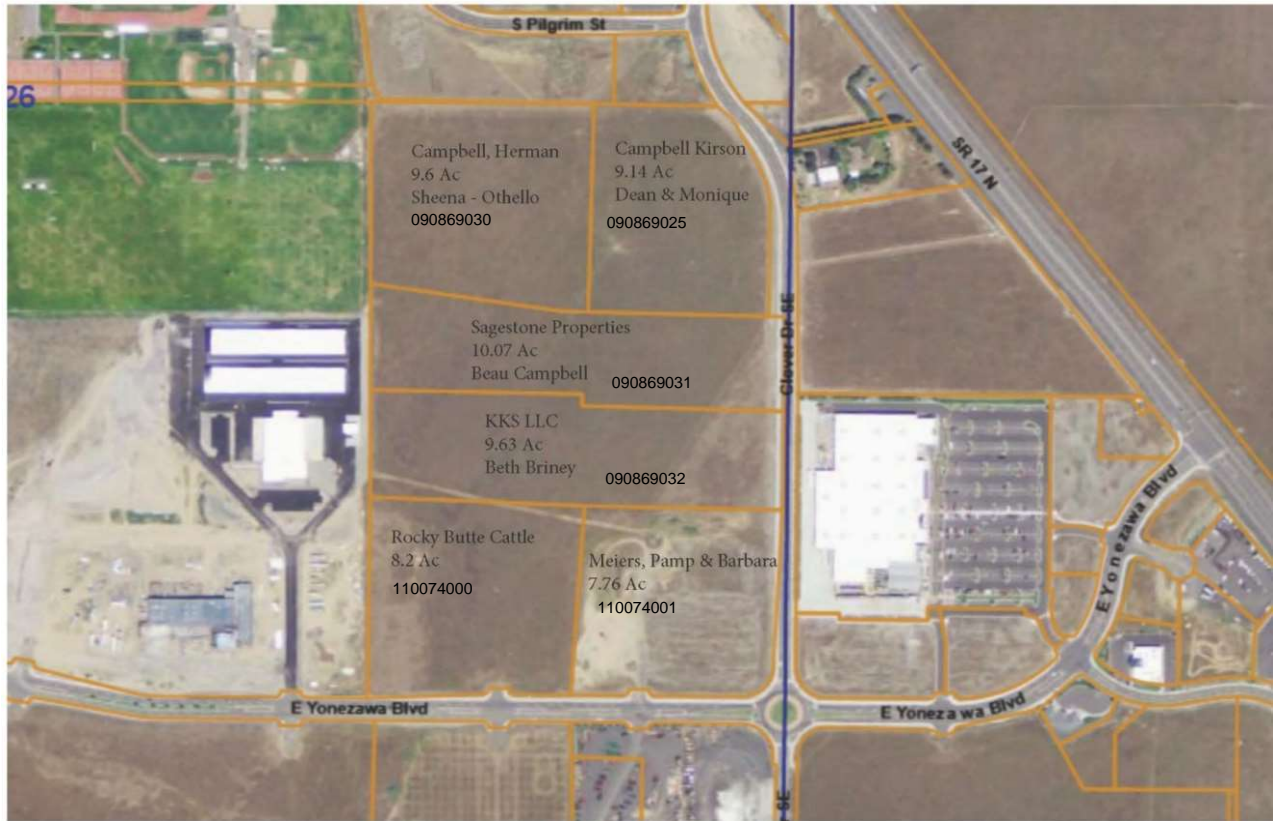 S Pilgrim St
26
SR 17 N
Campbell, Herman
9.6 Ac
Sheena - Othello
090869030
Campbell Kirson
9.14 Ac
Dean & Monique
090869025
Clover Dr SE
Sagestone Properties
10.07 Ac
Beau Campbell
090869031
KKS LLC
9.63 Ac
Beth Briney
090869032
E Yonezawa Blvd
Rocky Butte Cattle
8.2 Ac
110074000
Meiers, Pamp & Barbara
7.76 Ac
110074001
E Yonezawa Blvd
E Yonezawa Blvd
SE